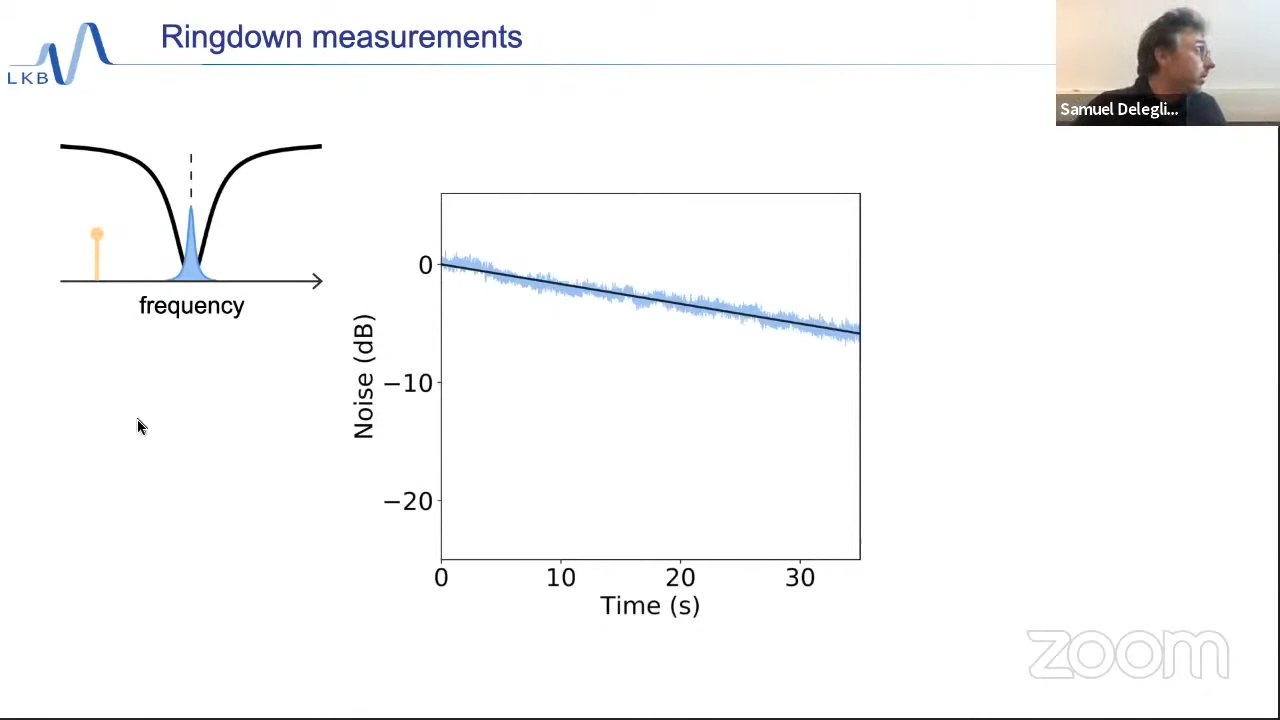 Ringdown measurements
LKB
Samuel Delegli...
frequency
0
−10
−20
Noise (dB)
0
10
20
30
Time (s)
zoom